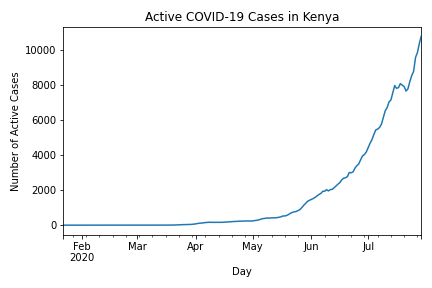 Active COVID-19 Cases in Kenya
10000
8000
6000
4000
2000
0
Number of Active Cases
Feb Mar Apr May Jun Jul
2020
Day